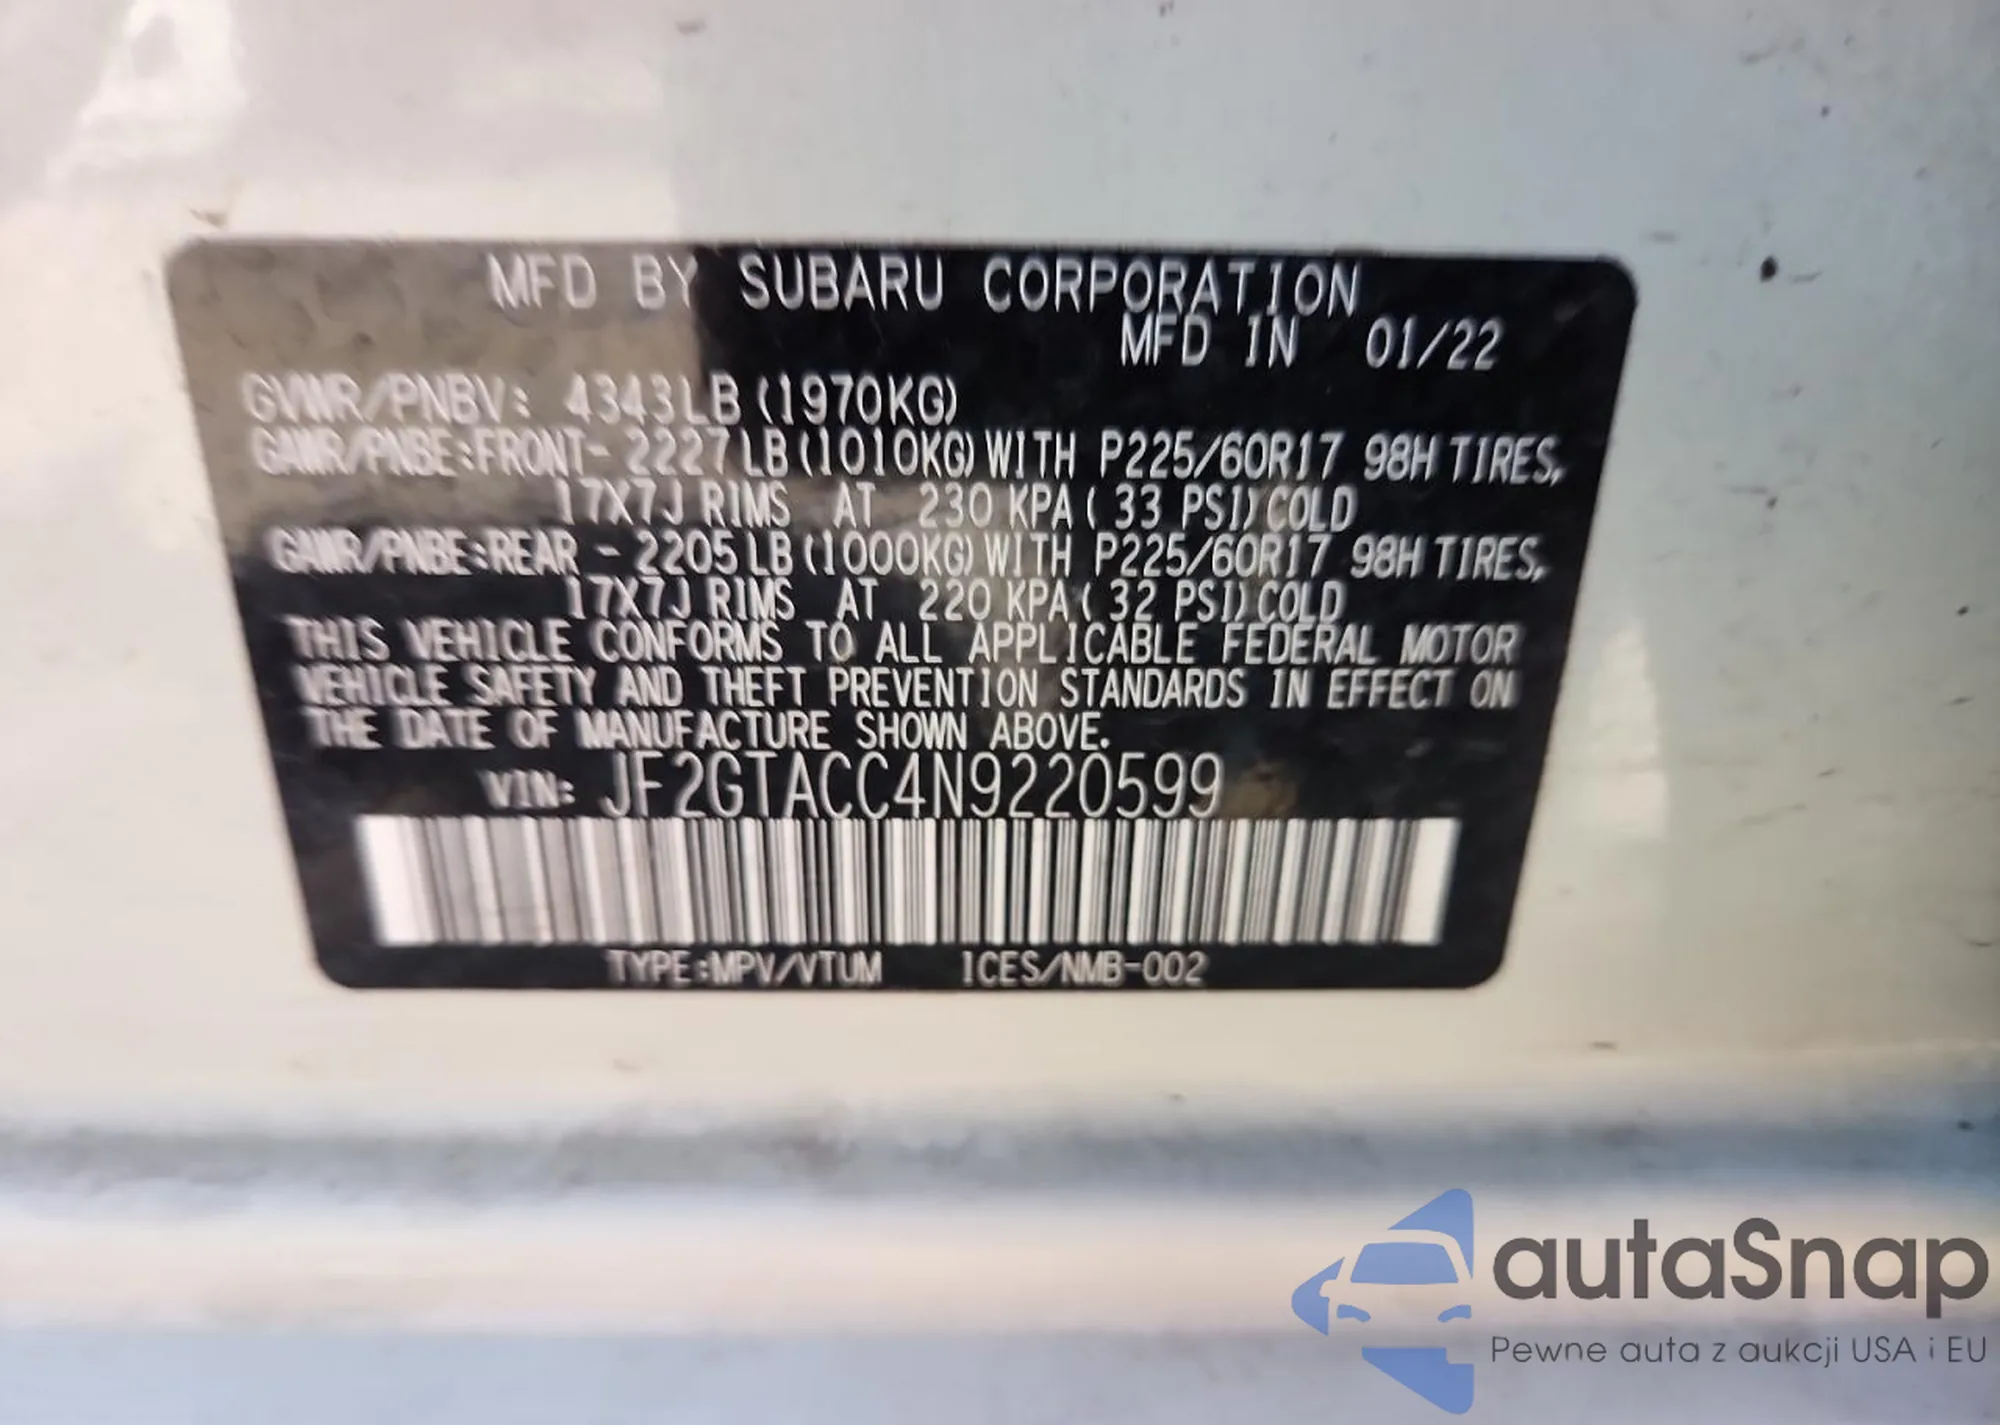 MFD BY SUBARU CORPORATION
MFD IN 01/22
GVWR/PNBV: 4343LB (1970KG)
GAWR/PNBE:FRONT- 2227LB (1010KG) WITH P225/60R17 98H TIRES,
17X7J RIMS AT 230 KPA ( 33 PSI) COLD
GAWR/PNBE:REAR - 2205LB (1000KG) WITH P225/60R17 98H TIRES,
17X7J RIMS AT 220 KPA ( 32 PSI) COLD
THIS VEHICLE CONFORMS TO ALL APPLICABLE FEDERAL MOTOR
VEHICLE SAFETY AND THEFT PREVENTION STANDARDS IN EFFECT ON
THE DATE OF MANUFACTURE SHOWN ABOVE.
VIN: JF2GTACC4N9220599
TYPE:MPV/VTUM ICES/NMB-002
autaSnap
Pewne auta z aukcji USA i EU